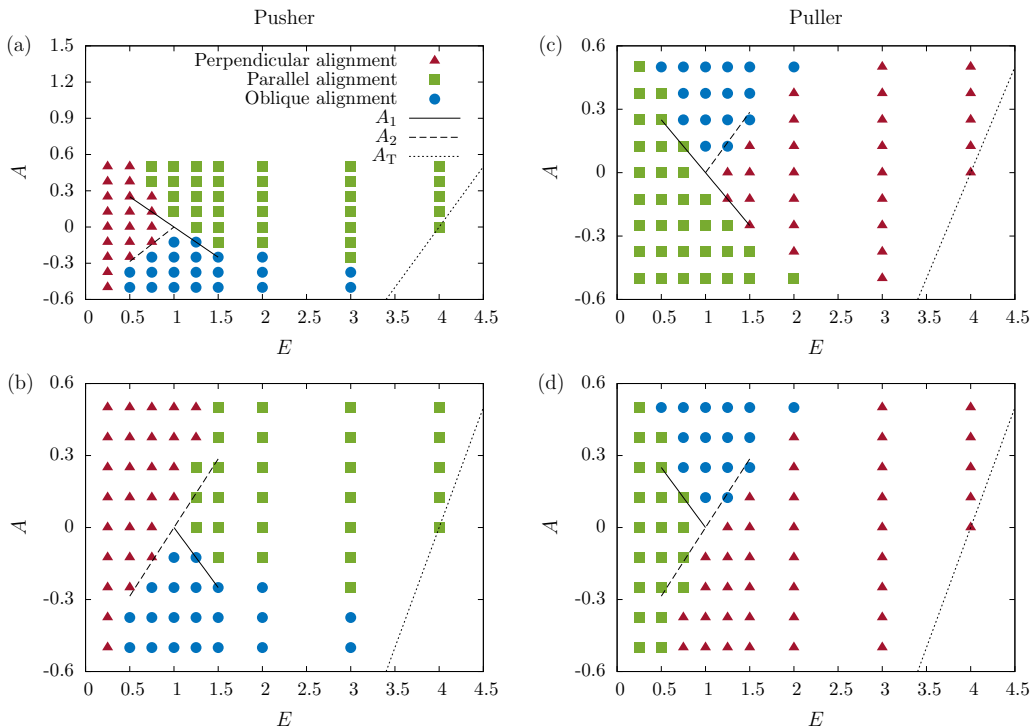 Pusher
Puller
(a)
1.5
1.2
0.9
0.6
0.3
0
-0.3
-0.6
A
Perpendicular alignment
Parallel alignment
Oblique alignment
A1
A2
AT
0 0.5 1 1.5 2 2.5 3 3.5 4 4.5
E
(c)
0.6
0.3
0
-0.3
-0.6
A
0 0.5 1 1.5 2 2.5 3 3.5 4 4.5
E
(b)
0.6
0.3
0
-0.3
-0.6
A
0 0.5 1 1.5 2 2.5 3 3.5 4 4.5
E
(d)
0.6
0.3
0
-0.3
-0.6
A
0 0.5 1 1.5 2 2.5 3 3.5 4 4.5
E